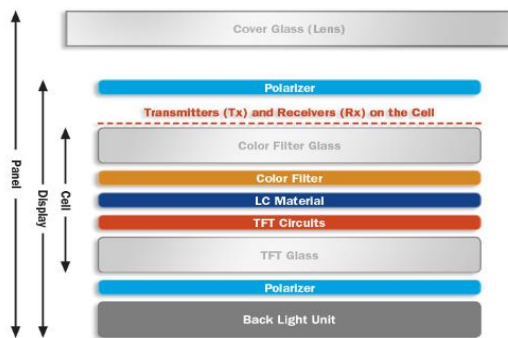 Cover Glass (Lens)
Polarizer
Transmitters (Tx) and Receivers (Rx) on the Cell
Color Filter Glass
Color Filter
LC Material
TFT Circuits
TFT Glass
Polarizer
Back Light Unit
Panel
Display
Cell